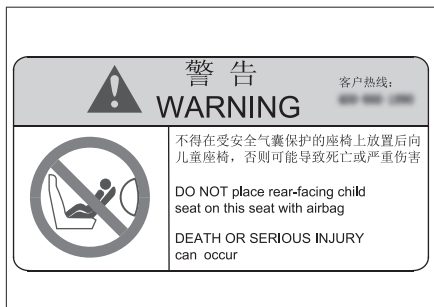 警告
WARNING
客户热线:
不得在受安全气囊保护的座椅上放置后向
儿童座椅，否则可能导致死亡或严重伤害
DO NOT place rear-facing child
seat on this seat with airbag
DEATH OR SERIOUS INJURY
can occur